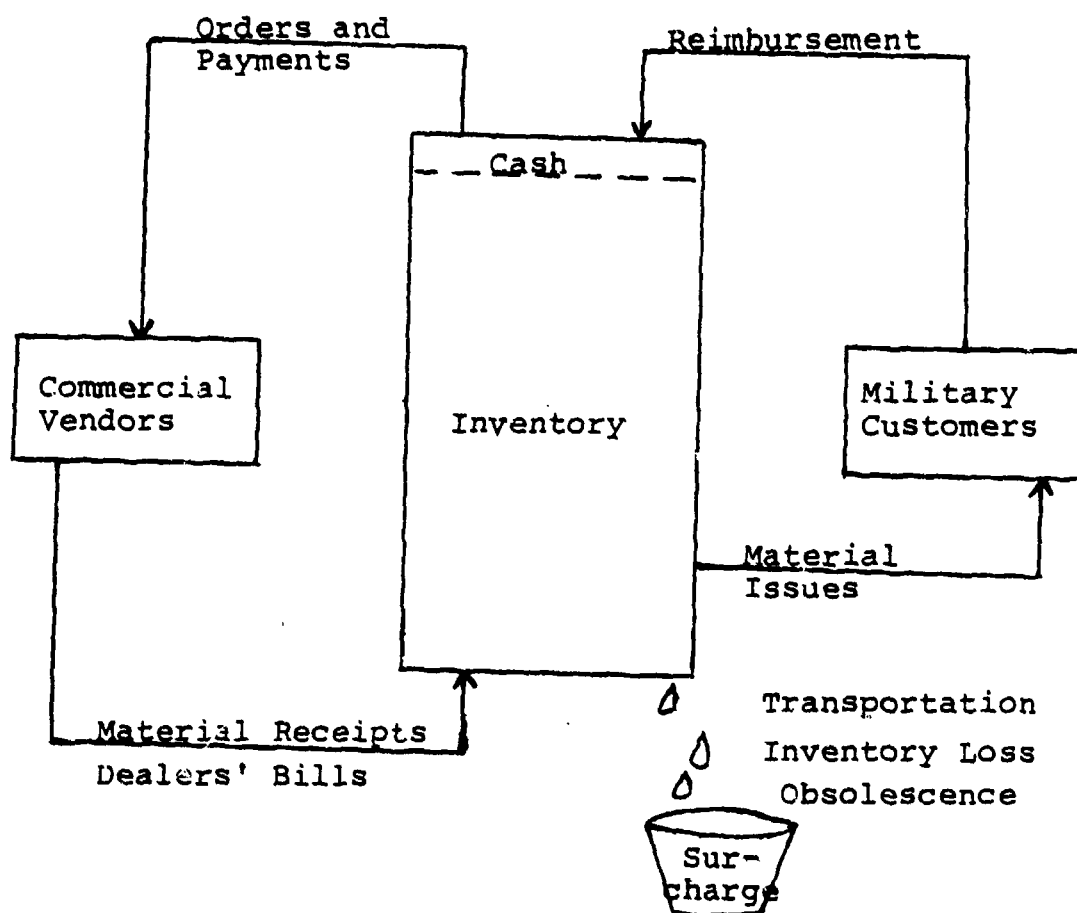 Orders and
Payments
Reimbursement
Cash
Commercial
Vendors
Inventory
Military
Customers
Material
Issues
Material Receipts
Dealers' Bills
Transportation
Inventory Loss
Obsolescence
Sur-
charge